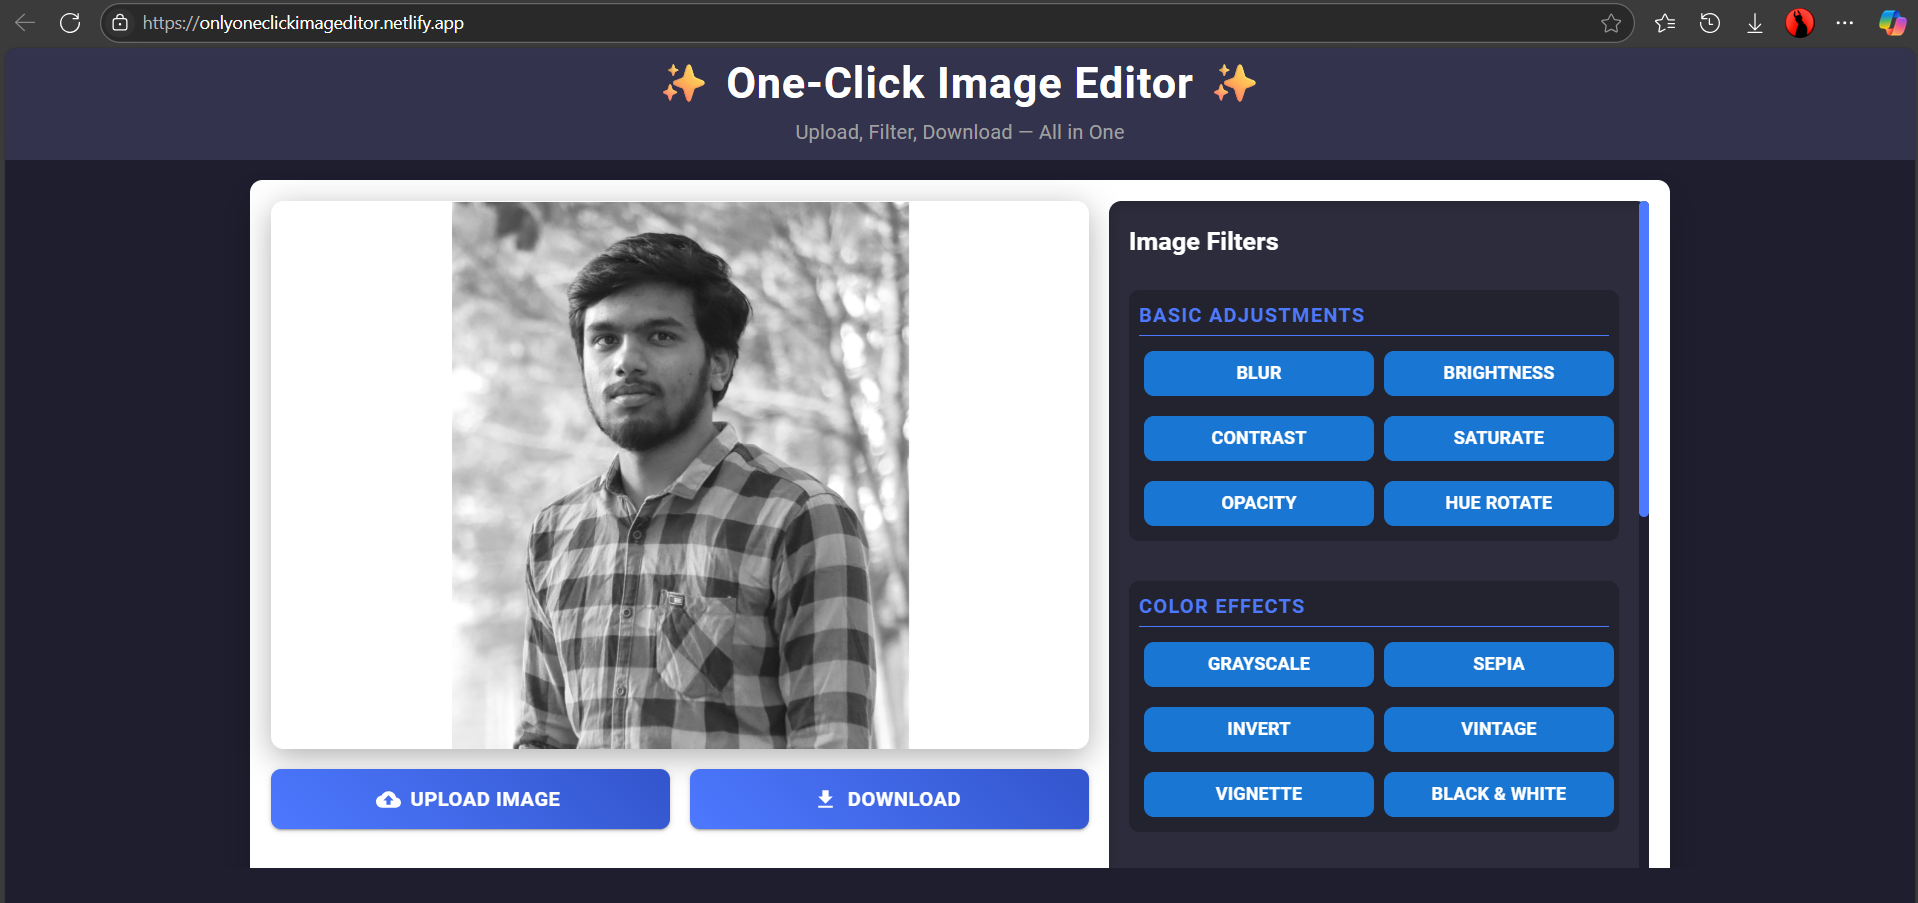 https://onlyoneclickimageditor.netlify.app
✨ One-Click Image Editor ✨
Upload, Filter, Download — All in One
UPLOAD IMAGE
DOWNLOAD
Image Filters
BASIC ADJUSTMENTS
BLUR
BRIGHTNESS
CONTRAST
SATURATE
OPACITY
HUE ROTATE
COLOR EFFECTS
GRAYSCALE
SEPIA
INVERT
VINTAGE
VIGNETTE
BLACK & WHITE